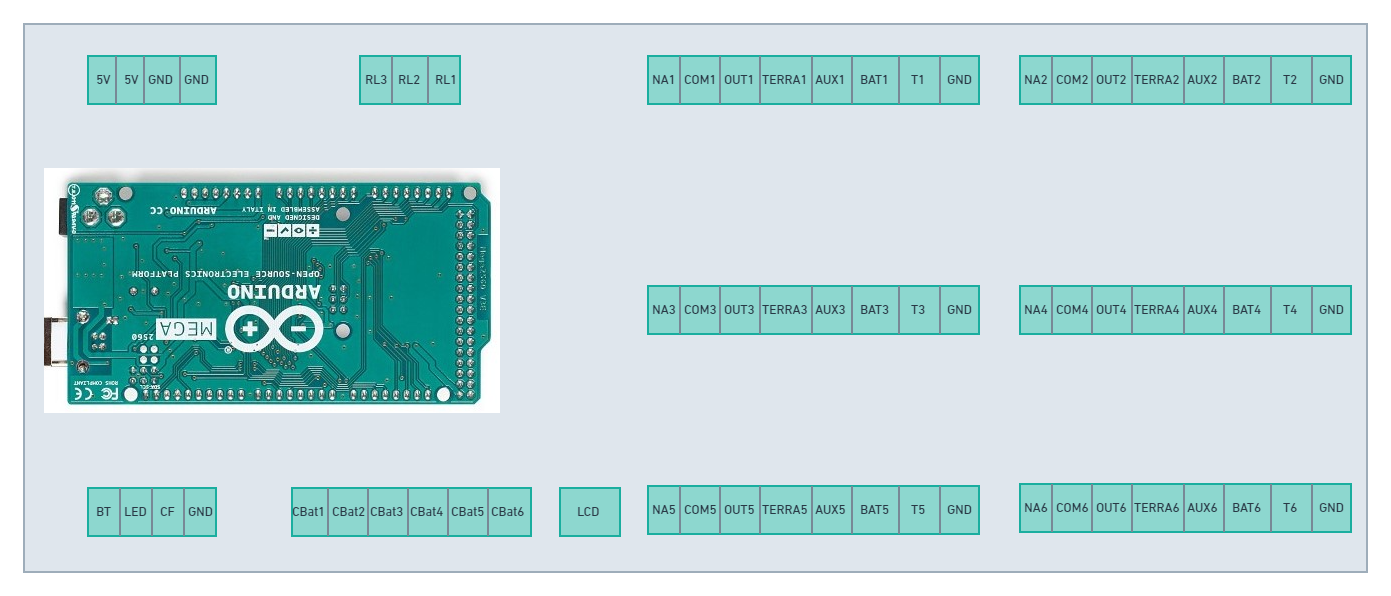 5V 5V GND GND
RL3 RL2 RL1
NA1 COM1 OUT1 TERRA1 AUX1 BAT1 T1 GND
NA2 COM2 OUT2 TERRA2 AUX2 BAT2 T2 GND
ARDUINO.CC
DESIGNED AND
ASSEMBLED IN ITALY
OPEN-SOURCE ELECTRONICS PLATFORM
ARDUINO
MEGA
2560
ROHS COMPLIANT
FC CE
NA3 COM3 OUT3 TERRA3 AUX3 BAT3 T3 GND
NA4 COM4 OUT4 TERRA4 AUX4 BAT4 T4 GND
BT LED CF GND
CBat1 CBat2 CBat3 CBat4 CBat5 CBat6
LCD
NA5 COM5 OUT5 TERRA5 AUX5 BAT5 T5 GND
NA6 COM6 OUT6 TERRA6 AUX6 BAT6 T6 GND